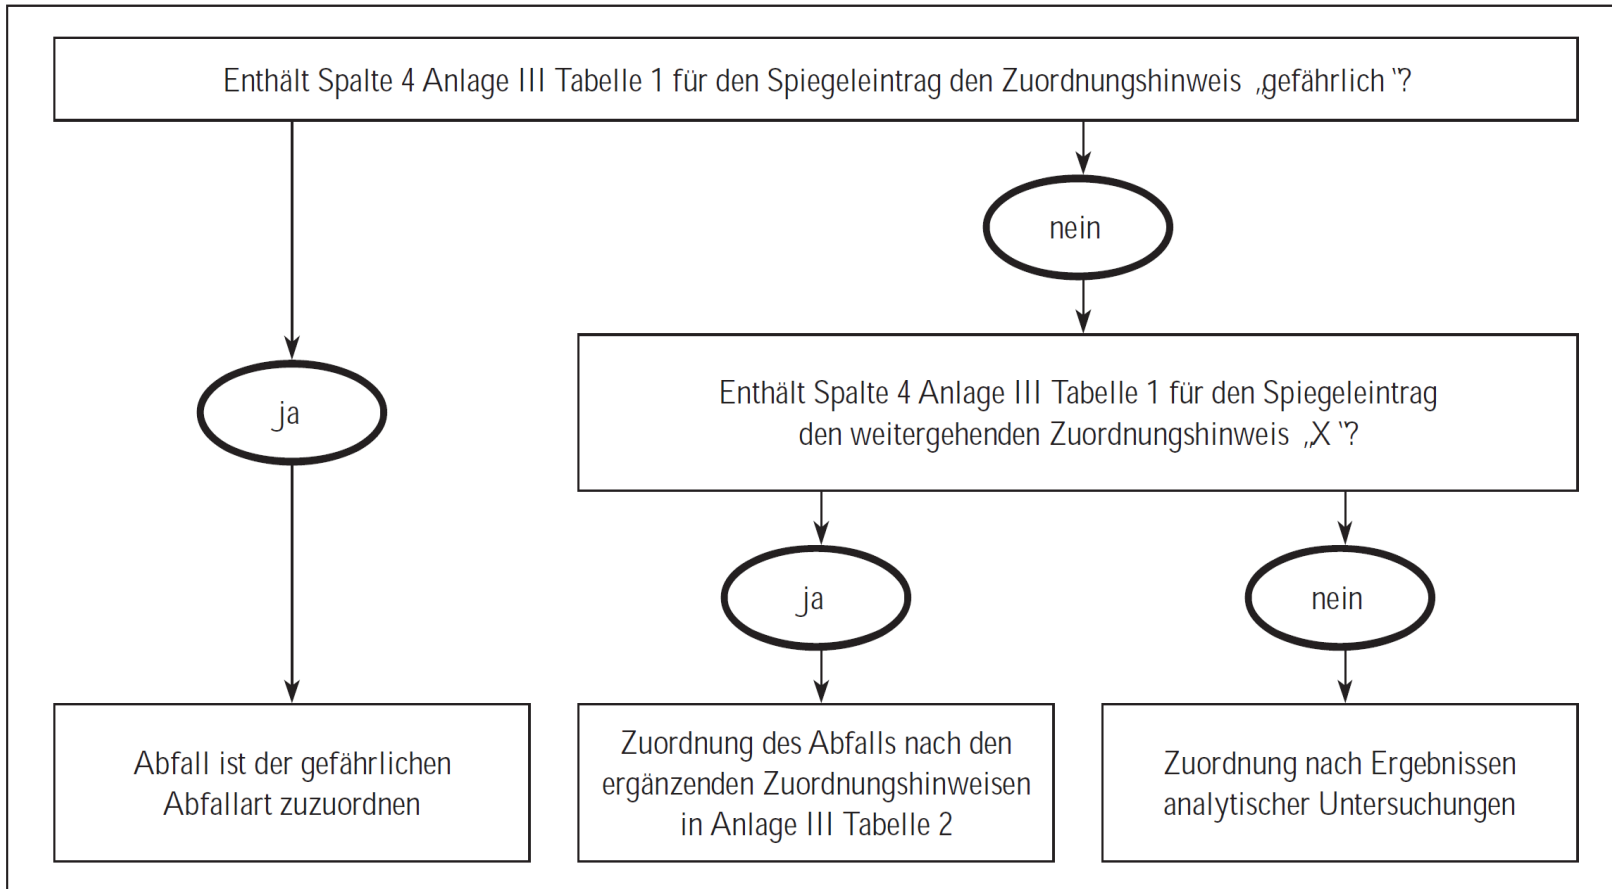 Enthält Spalte 4 Anlage III Tabelle 1 für den Spiegeleintrag den Zuordnungshinweis „gefährlich“?
nein
ja
Enthält Spalte 4 Anlage III Tabelle 1 für den Spiegeleintrag
den weitergehenden Zuordnungshinweis „X“?
ja
nein
Abfall ist der gefährlichen
Abfallart zuzuordnen
Zuordnung des Abfalls nach den
ergänzenden Zuordnungshinweisen
in Anlage III Tabelle 2
Zuordnung nach Ergebnissen
analytischer Untersuchungen